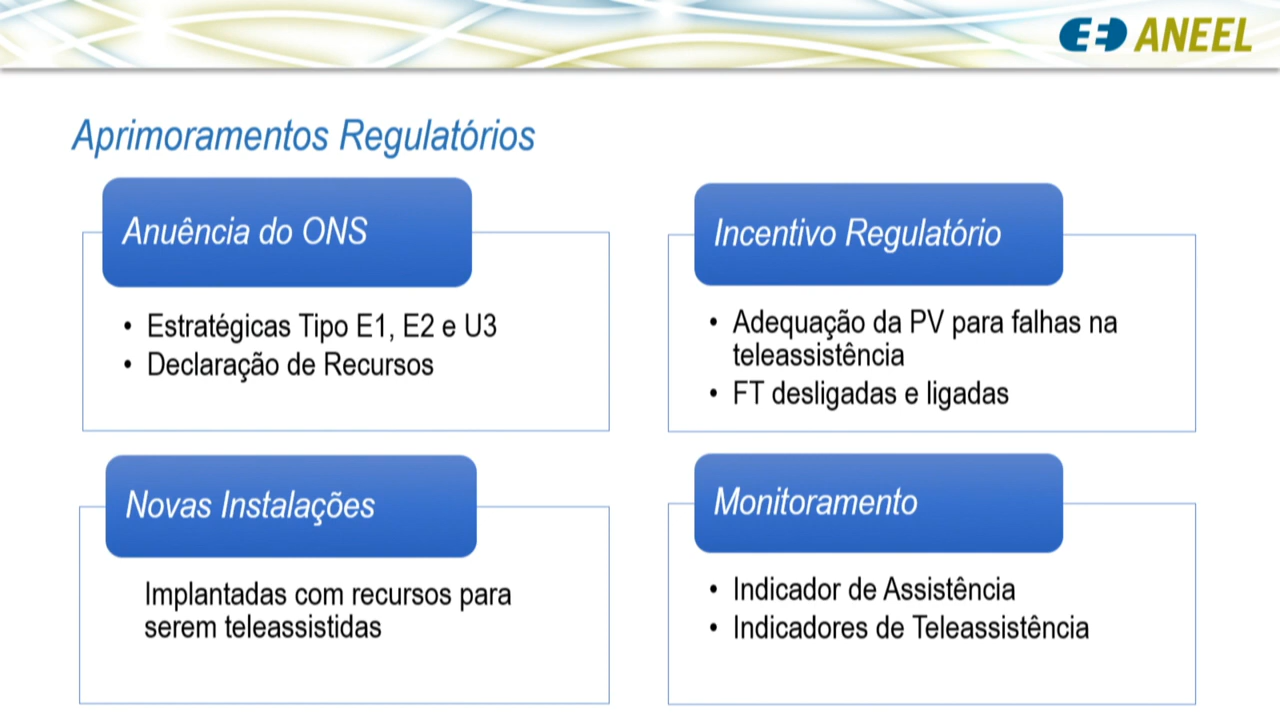 ANEEL
Aprimoramentos Regulatórios
Anuência do ONS
• Estratégicas Tipo E1, E2 e U3
• Declaração de Recursos
Incentivo Regulatório
• Adequação da PV para falhas na
teleassistência
• FT desligadas e ligadas
Novas Instalações
Implantadas com recursos para
serem teleassistidas
Monitoramento
• Indicador de Assistência
• Indicadores de Teleassistência